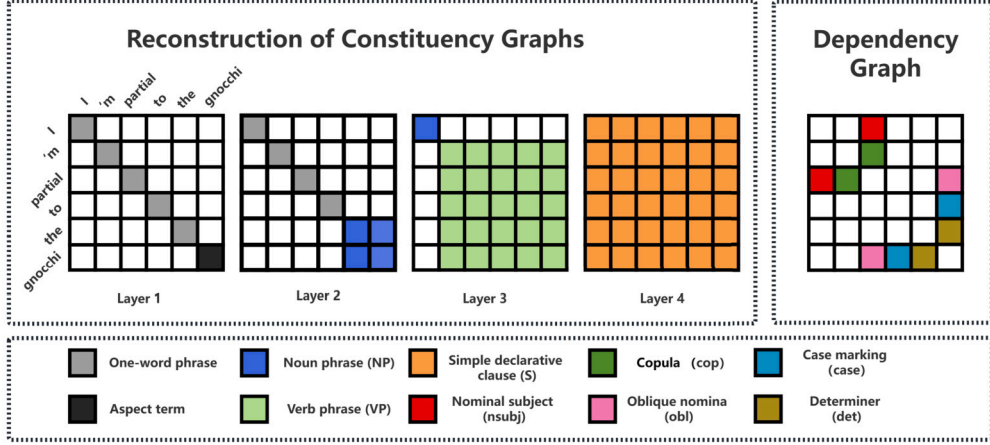 Reconstruction of Constituency Graphs
Dependency
Graph
I 'm partial to the gnocchi
I
'm
partial
to
the
gnocchi
Layer 1
Layer 2
Layer 3
Layer 4
One-word phrase
Noun phrase (NP)
Simple declarative
clause (S)
Copula (cop)
Case marking
(case)
Aspect term
Verb phrase (VP)
Nominal subject
(nsubj)
Oblique nomina
(obl)
Determiner
(det)